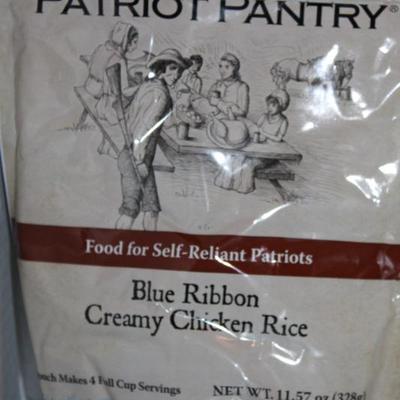 PATRIOT PANTRY®
Food for Self-Reliant Patriots
Blue Ribbon
Creamy Chicken Rice
Makes 4 Full Cup Servings
NET WT. 11.57 oz (328g)